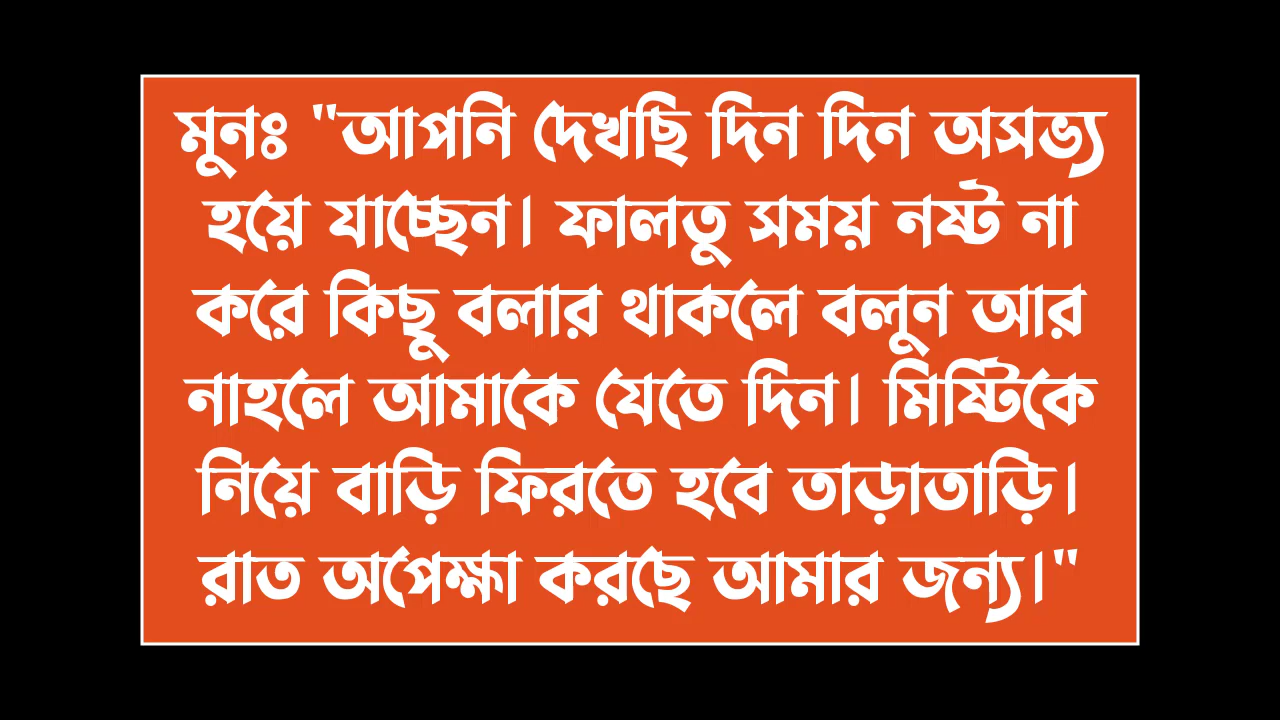 মুনঃ "আপনি দেখছি দিন দিন অসভ্য
হয়ে যাচ্ছেন। ফালতু সময় নষ্ট না
করে কিছু বলার থাকলে বলুন আর
নাহলে আমাকে যেতে দিন। মিষ্টিকে
নিয়ে বাড়ি ফিরতে হবে তাড়াতাড়ি।
রাত অপেক্ষা করছে আমার জন্য।"